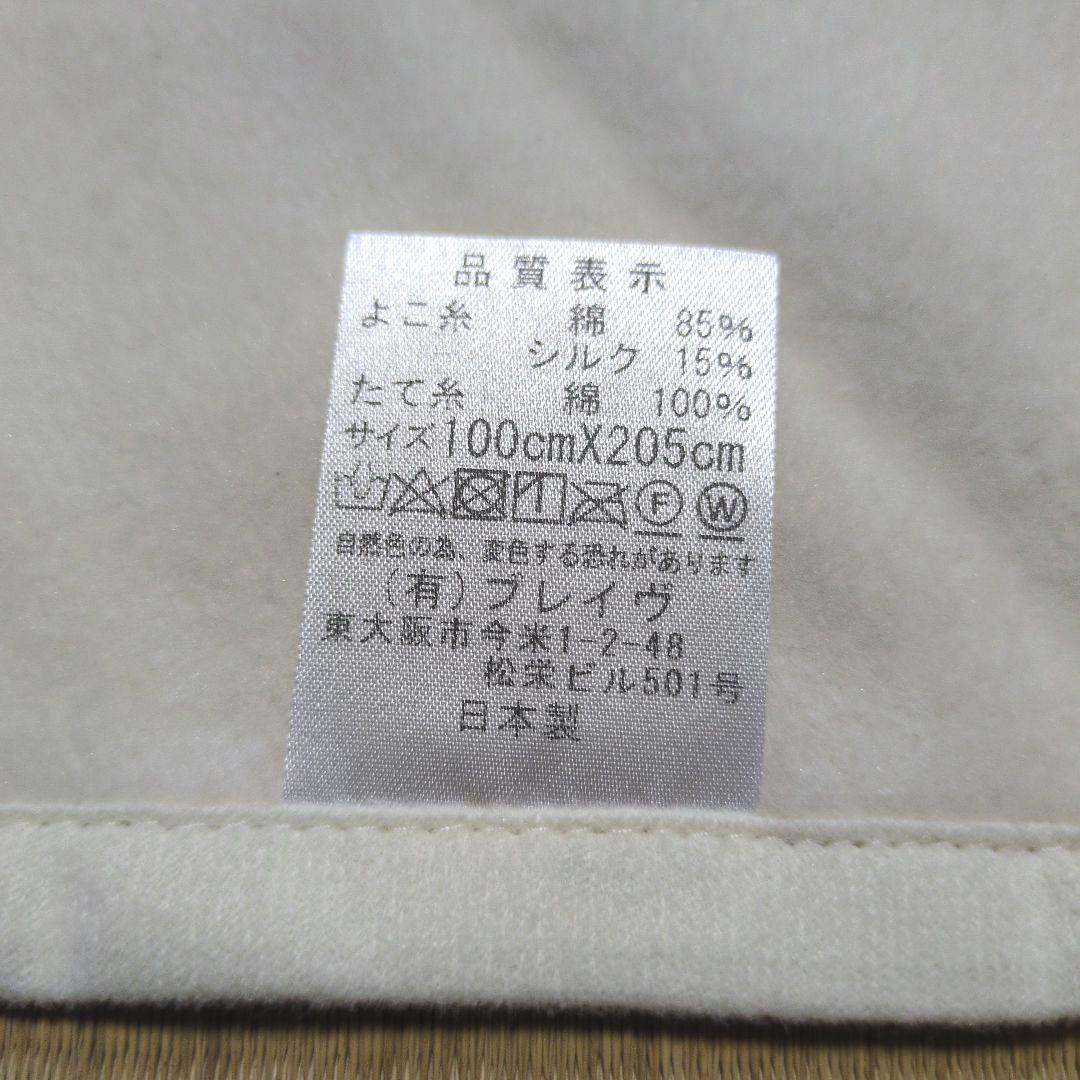 品質表示
よこ糸 綿 85%
シルク 15%
たて糸 綿 100%
サイズ100cmX205cm
F W
自然色の為、変色する恐れがあります
(有)ブレイヴ
東大阪市今米1-2-48
松栄ビル501号
日本製